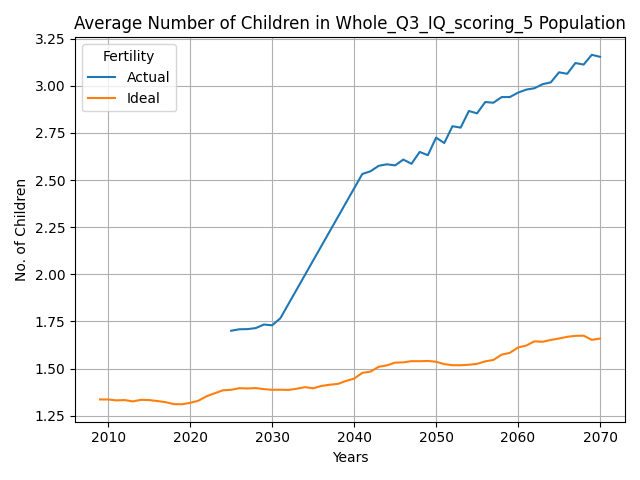 Average Number of Children in Whole_Q3_IQ_scoring_5 Population
Fertility
Actual
Ideal
No. of Children
3.25
3.00
2.75
2.50
2.25
2.00
1.75
1.50
1.25
2010 2020 2030 2040 2050 2060 2070
Years